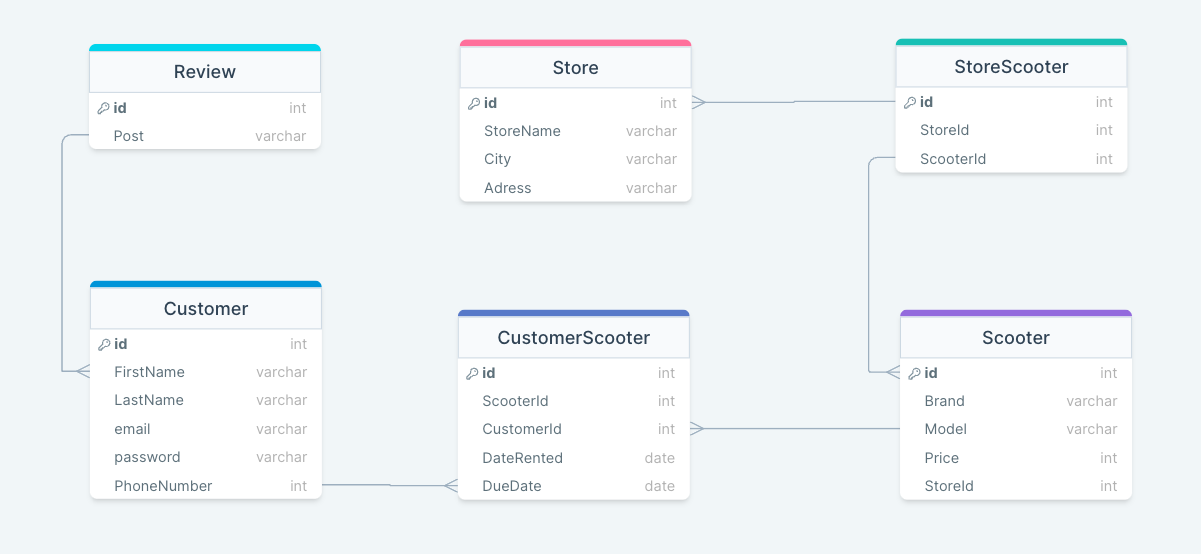 Review
id int
Post varchar
Store
id int
StoreName varchar
City varchar
Adress varchar
StoreScooter
id int
StoreId int
ScooterId int
Customer
id int
FirstName varchar
LastName varchar
email varchar
password varchar
PhoneNumber int
CustomerScooter
id int
ScooterId int
CustomerId int
DateRented date
DueDate date
Scooter
id int
Brand varchar
Model varchar
Price int
StoreId int